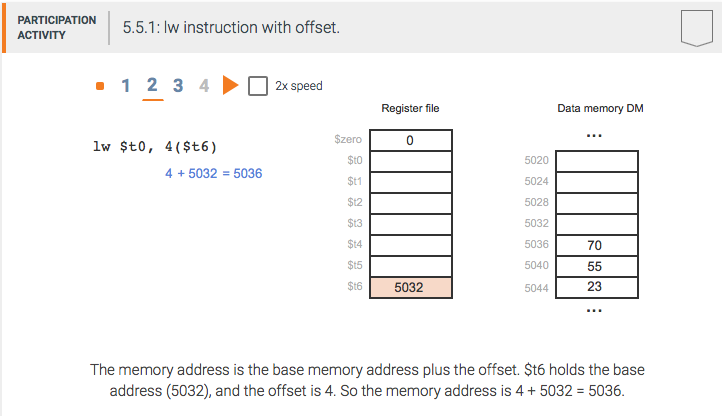 PARTICIPATION
ACTIVITY
5.5.1: lw instruction with offset.
1 2 3 4 2x speed
Register file Data memory DM
lw $t0, 4($t6)
4 + 5032 = 5036
$zero 0
$t0
$t1
$t2
$t3
$t4
$t5
$t6 5032
...
5020
5024
5028
5032
5036 70
5040 55
5044 23
...
The memory address is the base memory address plus the offset. $t6 holds the base
address (5032), and the offset is 4. So the memory address is 4 + 5032 = 5036.